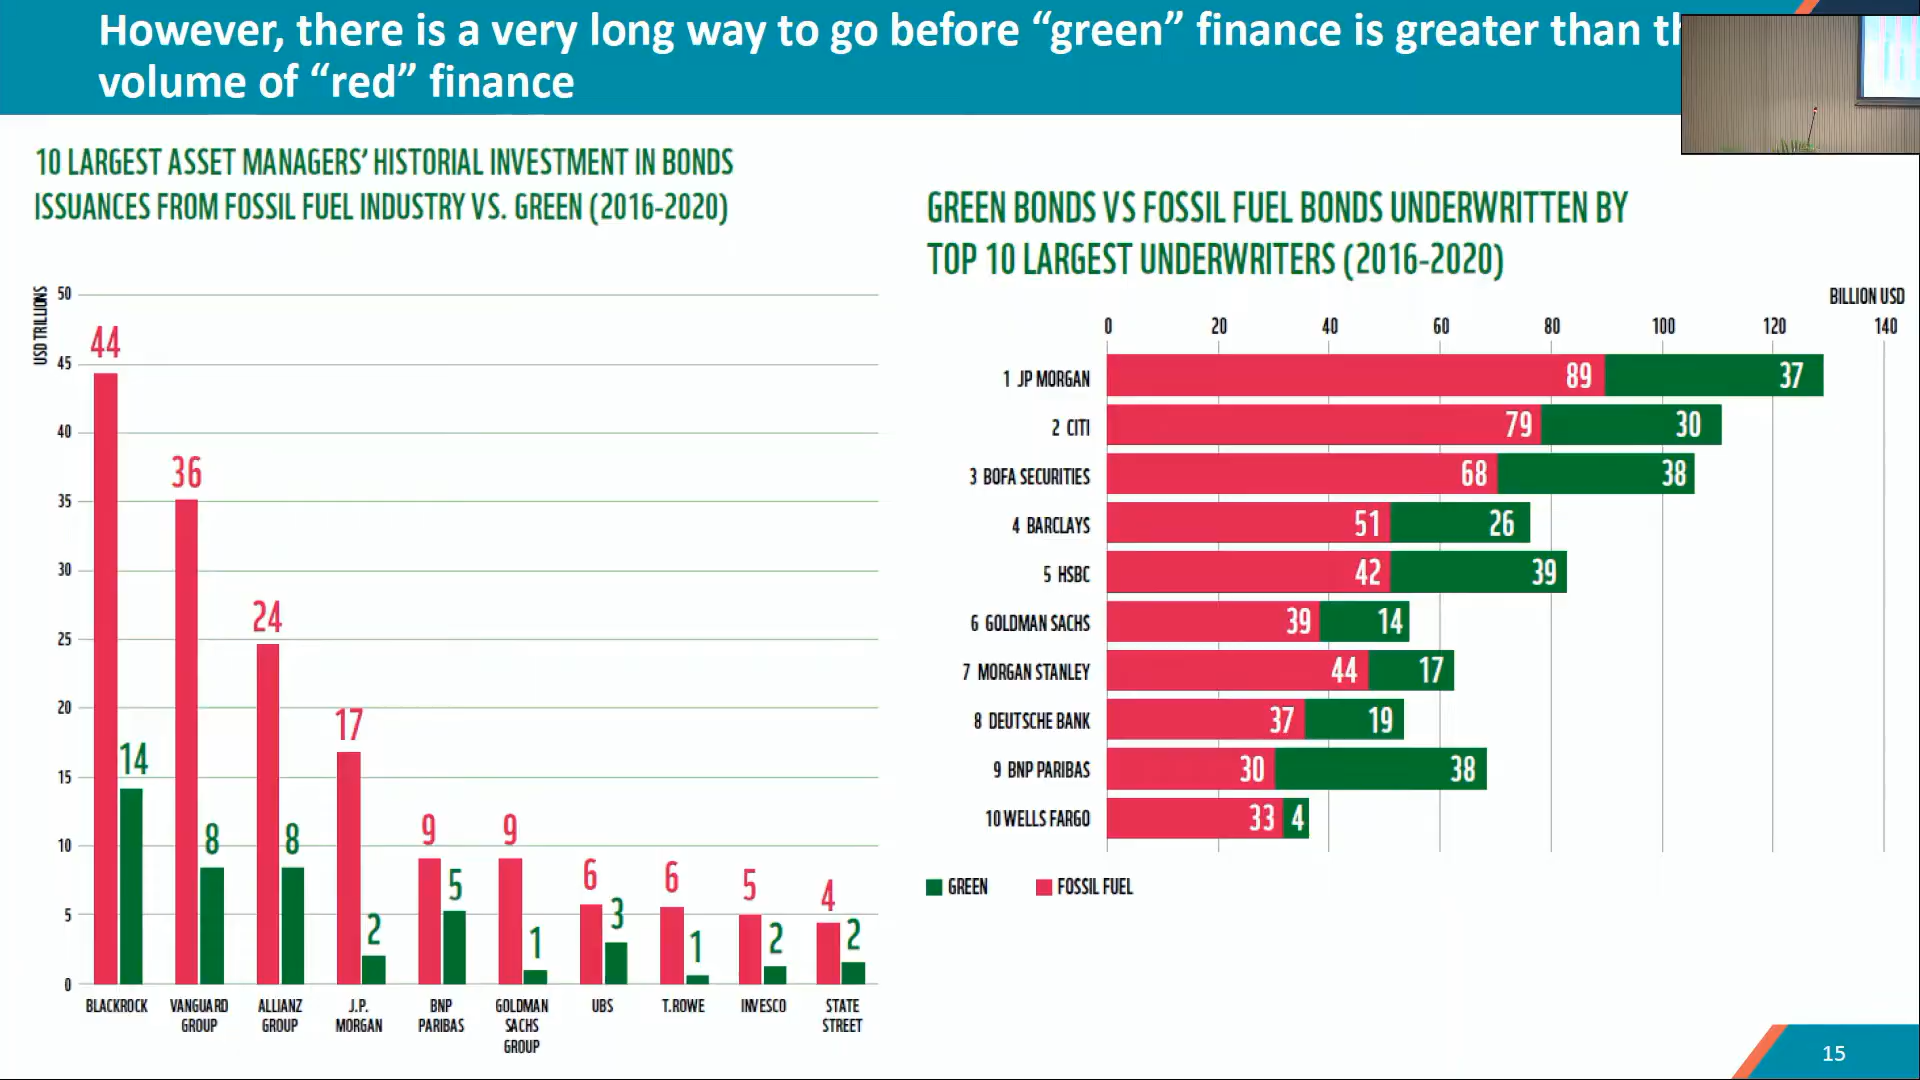 However, there is a very long way to go before “green” finance is greater than
volume of “red” finance
10 LARGEST ASSET MANAGERS’ HISTORIAL INVESTMENT IN BONDS
ISSUANCES FROM FOSSIL FUEL INDUSTRY VS. GREEN (2016-2020)
USD TRILLIONS
50
45
40
35
30
25
20
15
10
5
0
44
14
36
8
24
8
17
2
9
5
9
1
6
3
6
1
5
2
4
2
BLACKROCK
VANGUARD
GROUP
ALLIANZ
GROUP
J.P.
MORGAN
BNP
PARIBAS
GOLDMAN
SACHS
GROUP
UBS
T.ROWE
INVESCO
STATE
STREET
GREEN BONDS VS FOSSIL FUEL BONDS UNDERWRITTEN BY
TOP 10 LARGEST UNDERWRITERS (2016-2020)
BILLION USD
0 20 40 60 80 100 120 140
1 JP MORGAN 89 37
2 CITI 79 30
3 BOFA SECURITIES 68 38
4 BARCLAYS 51 26
5 HSBC 42 39
6 GOLDMAN SACHS 39 14
7 MORGAN STANLEY 44 17
8 DEUTSCHE BANK 37 19
9 BNP PARIBAS 30 38
10 WELLS FARGO 33 4
GREEN FOSSIL FUEL
15